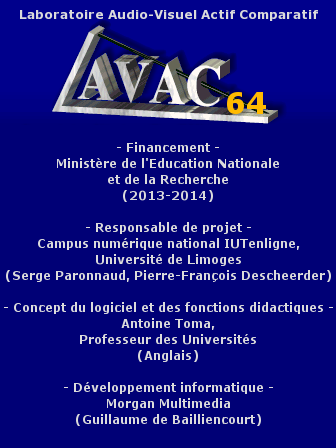 Laboratoire Audio-Visuel Actif Comparatif
LAVAC 64
- Financement -
Ministère de l'Education Nationale
et de la Recherche
(2013-2014)
- Responsable de projet -
Campus numérique national IUTenligne,
Université de Limoges
(Serge Paronnaud, Pierre-François Descheerder)
- Concept du logiciel et des fonctions didactiques -
Antoine Toma,
Professeur des Universités
(Anglais)
- Développement informatique -
Morgan Multimedia
(Guillaume de Bailliencourt)